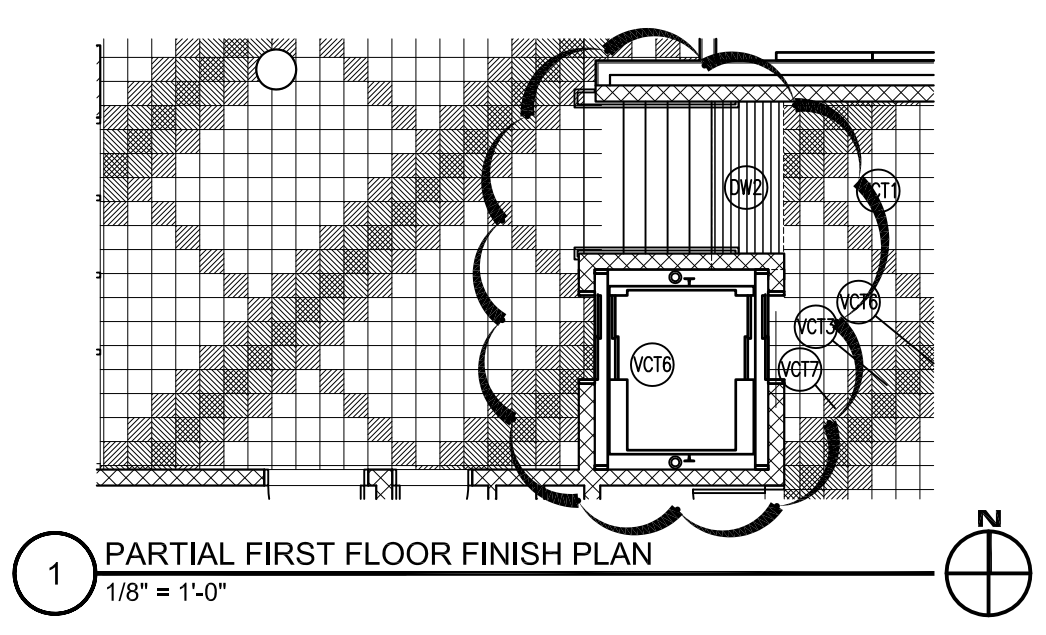 DW2
VCT1
VCT6
VCT3
VCT6
VCT7
N
1
PARTIAL FIRST FLOOR FINISH PLAN
1/8" = 1'-0"